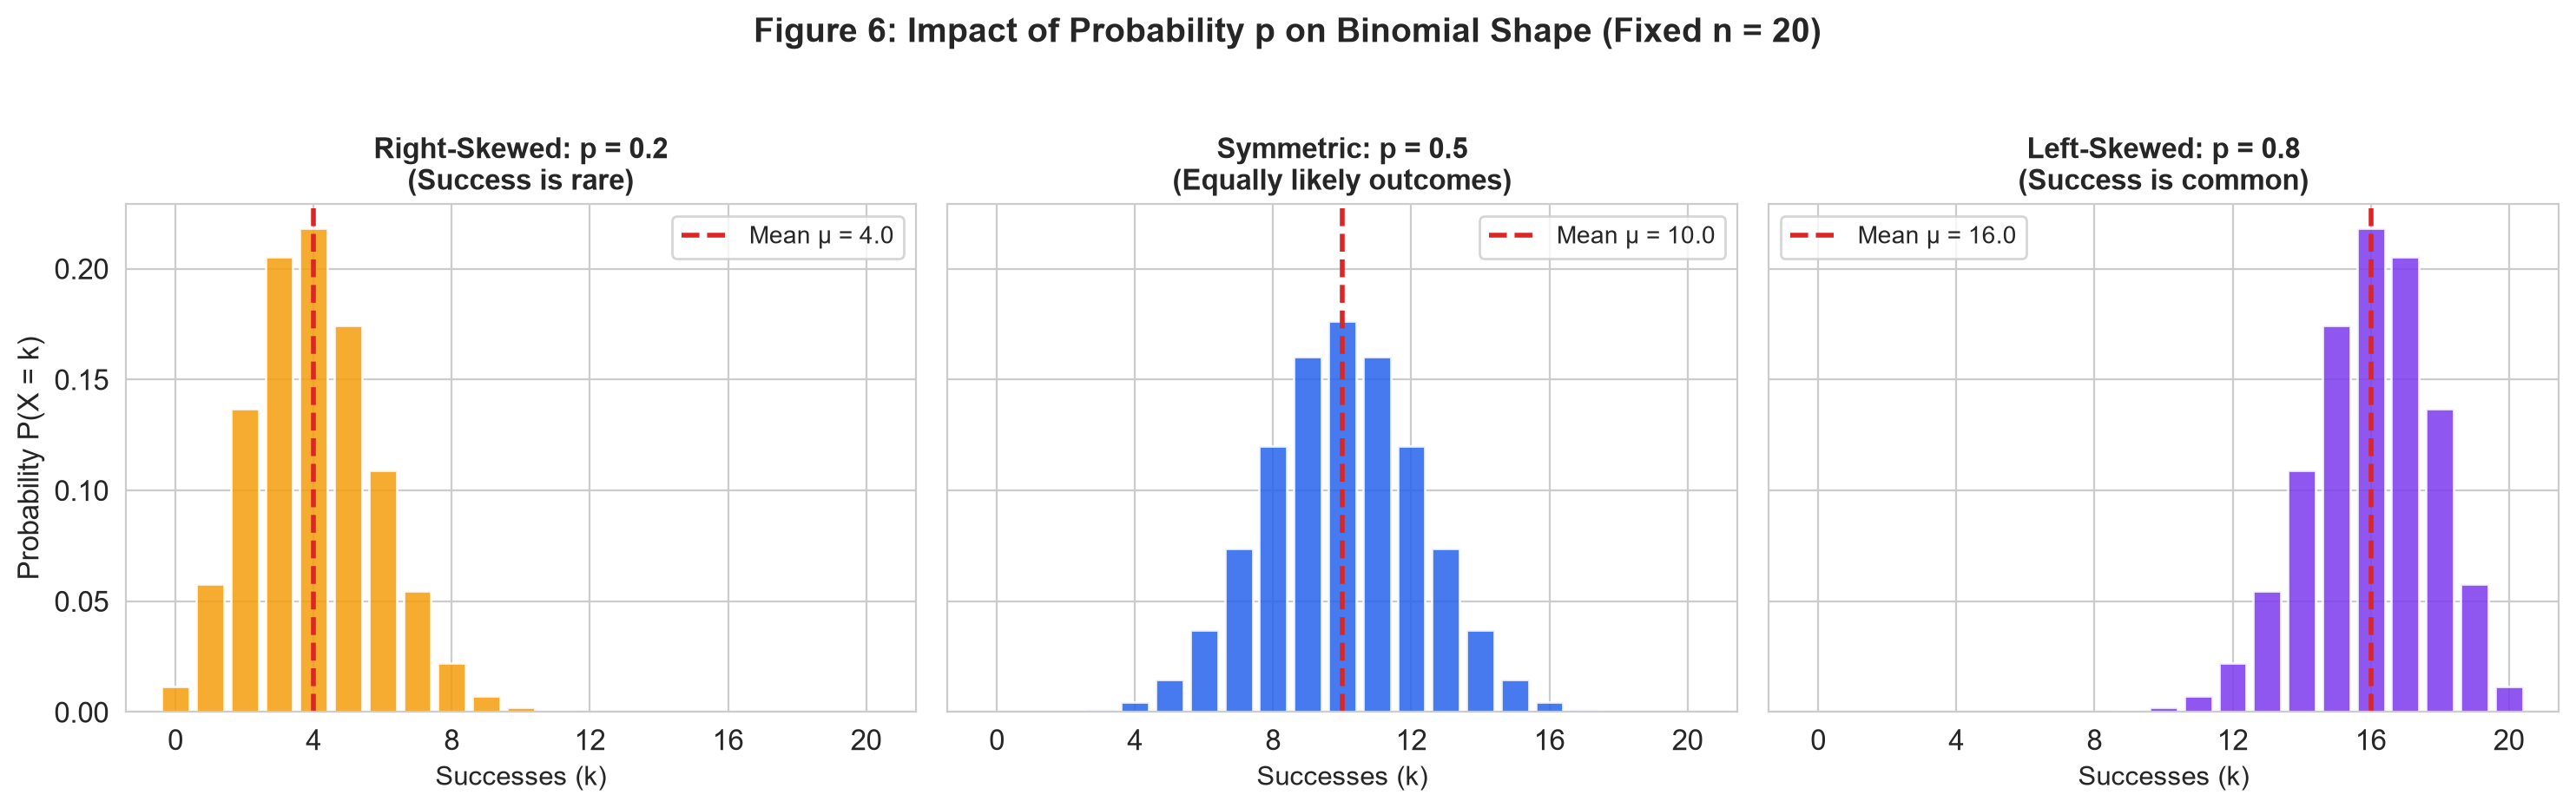 Figure 6: Impact of Probability p on Binomial Shape (Fixed n = 20)
Right-Skewed: p = 0.2
(Success is rare)
Mean μ = 4.0
Probability P(X = k)
0.20
0.15
0.10
0.05
0.00
0 4 8 12 16 20
Successes (k)
Symmetric: p = 0.5
(Equally likely outcomes)
Mean μ = 10.0
0 4 8 12 16 20
Successes (k)
Left-Skewed: p = 0.8
(Success is common)
Mean μ = 16.0
0 4 8 12 16 20
Successes (k)